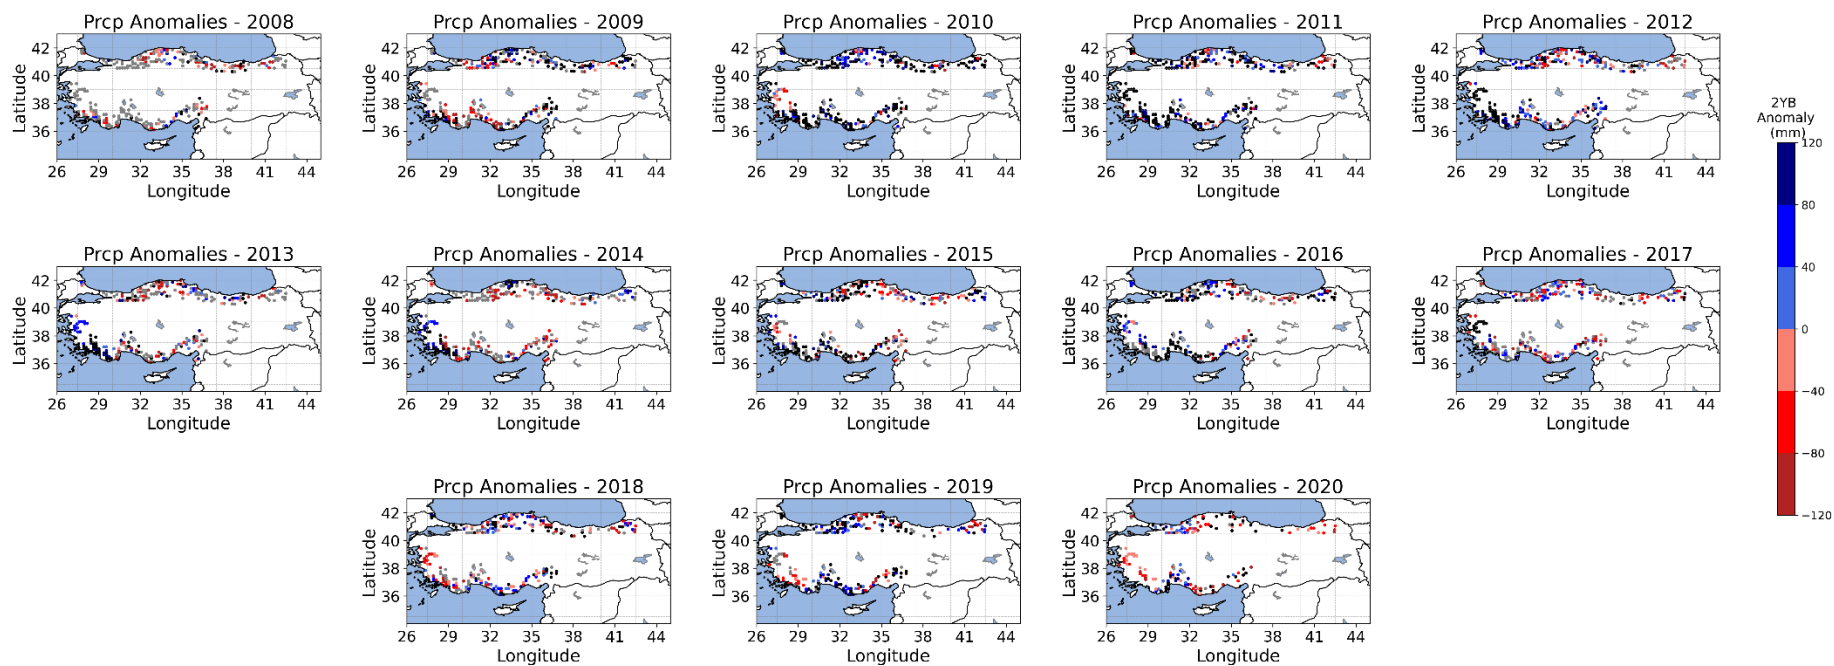 Prcp Anomalies - 2008
Prcp Anomalies - 2009
Prcp Anomalies - 2010
Prcp Anomalies - 2011
Prcp Anomalies - 2012
42
40
38
36
Latitude
26 29 32 35 38 41 44
Longitude
42
40
38
36
Latitude
26 29 32 35 38 41 44
Longitude
42
40
38
36
Latitude
26 29 32 35 38 41 44
Longitude
42
40
38
36
Latitude
26 29 32 35 38 41 44
Longitude
42
40
38
36
Latitude
26 29 32 35 38 41 44
Longitude
2YB
Anomaly
(mm)
120
80
40
0
−40
−80
−120
Prcp Anomalies - 2013
Prcp Anomalies - 2014
Prcp Anomalies - 2015
Prcp Anomalies - 2016
Prcp Anomalies - 2017
42
40
38
36
Latitude
26 29 32 35 38 41 44
Longitude
42
40
38
36
Latitude
26 29 32 35 38 41 44
Longitude
42
40
38
36
Latitude
26 29 32 35 38 41 44
Longitude
42
40
38
36
Latitude
26 29 32 35 38 41 44
Longitude
42
40
38
36
Latitude
26 29 32 35 38 41 44
Longitude
Prcp Anomalies - 2018
Prcp Anomalies - 2019
Prcp Anomalies - 2020
42
40
38
36
Latitude
26 29 32 35 38 41 44
Longitude
42
40
38
36
Latitude
26 29 32 35 38 41 44
Longitude
42
40
38
36
Latitude
26 29 32 35 38 41 44
Longitude